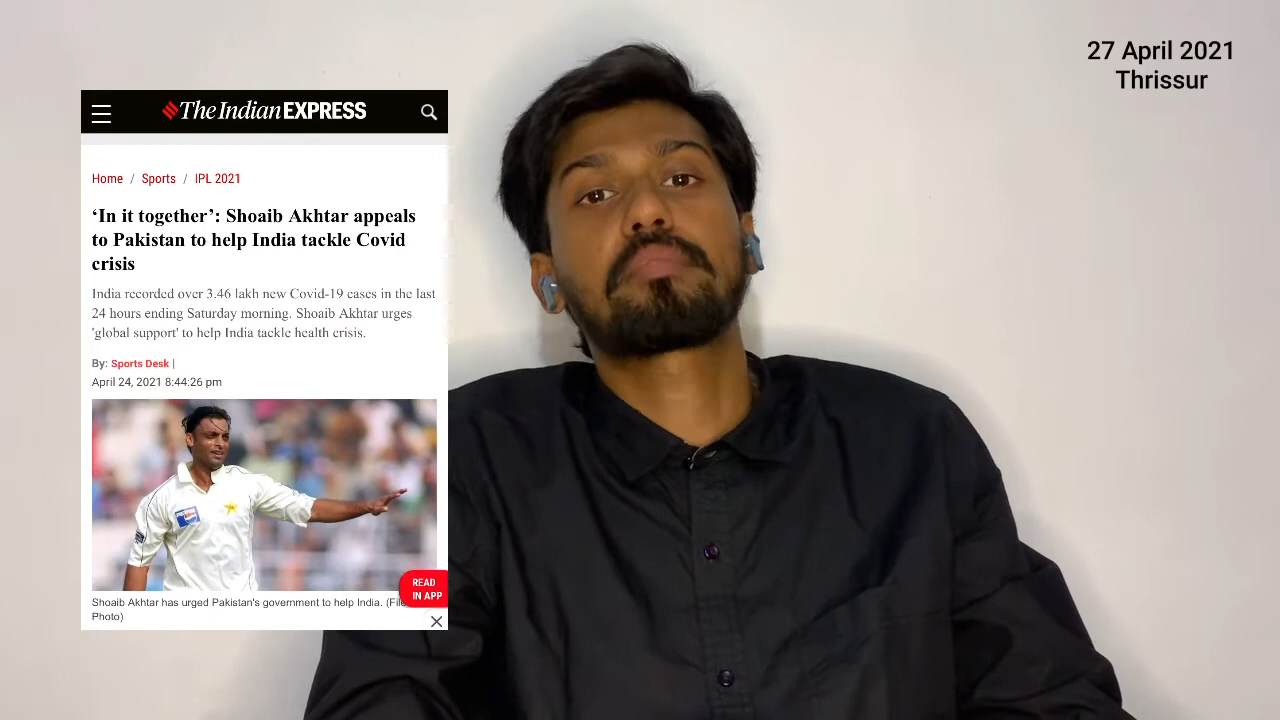 27 April 2021
Thrissur
The Indian EXPRESS
Home / Sports / IPL 2021
‘In it together’: Shoaib Akhtar appeals
to Pakistan to help India tackle Covid
crisis
India recorded over 3.46 lakh new Covid-19 cases in the last
24 hours ending Saturday morning. Shoaib Akhtar urges
'global support' to help India tackle health crisis.
By: Sports Desk |
April 24, 2021 8:44:26 pm
READ
IN APP
Shoaib Akhtar has urged Pakistan's government to help India. (File
Photo)